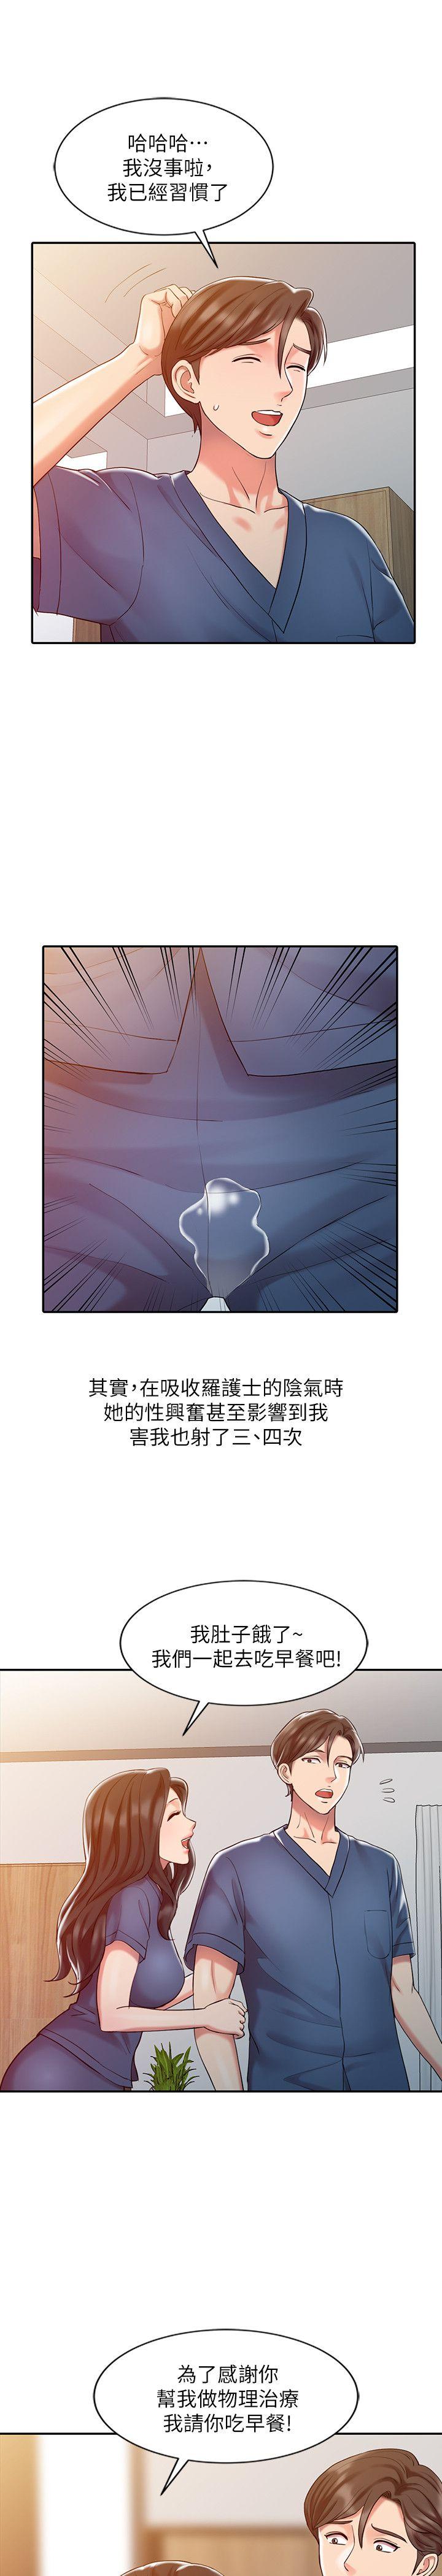 哈哈哈…
我沒事啦,
我已經習慣了
其實,在吸收羅護士的陰氣時
她的性興奮甚至影響到我
害我也射了三、四次
我肚子餓了~
我們一起去吃早餐吧!
為了感謝你
幫我做物理治療
我請你吃早餐!